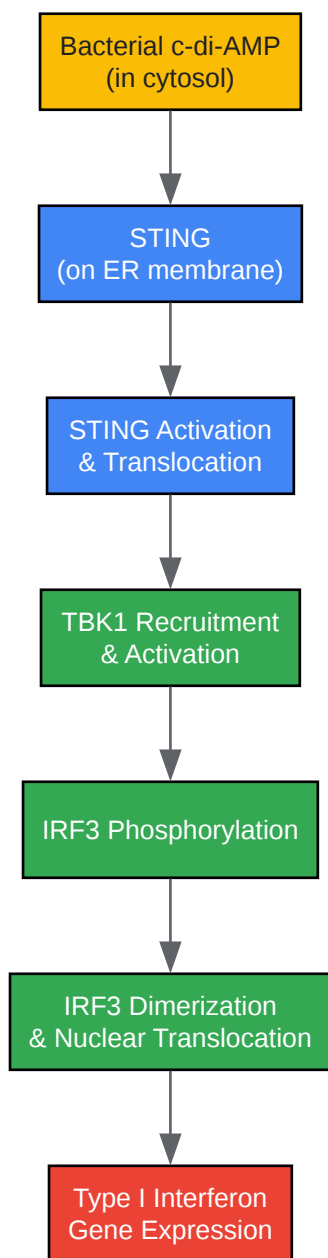 Bacterial c-di-AMP
(in cytosol)
STING
(on ER membrane)
STING Activation
& Translocation
TBK1 Recruitment
& Activation
IRF3 Phosphorylation
IRF3 Dimerization
& Nuclear Translocation
Type I Interferon
Gene Expression